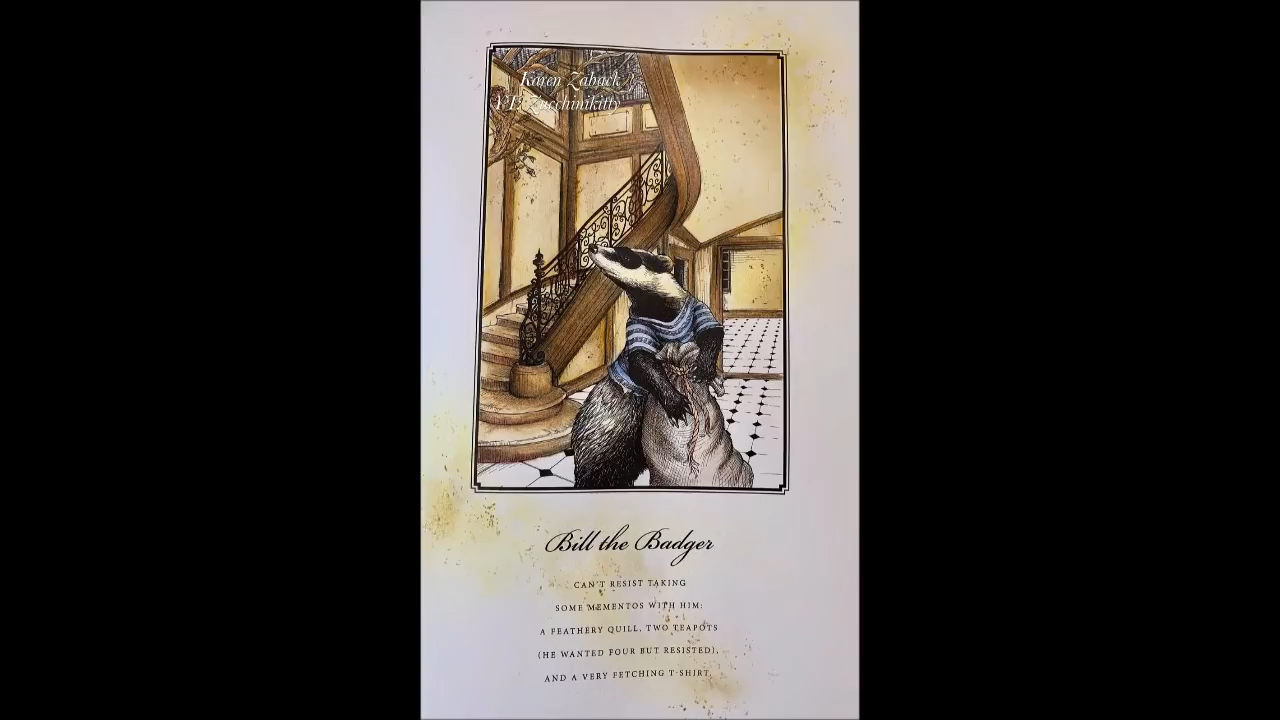 Karen Zaback
YT: Zucchinikitty
Bill the Badger
CAN'T RESIST TAKING
SOME MEMENTOS WITH HIM:
A FEATHERY QUILL, TWO TEAPOTS
(HE WANTED FOUR BUT RESISTED),
AND A VERY FETCHING T-SHIRT.